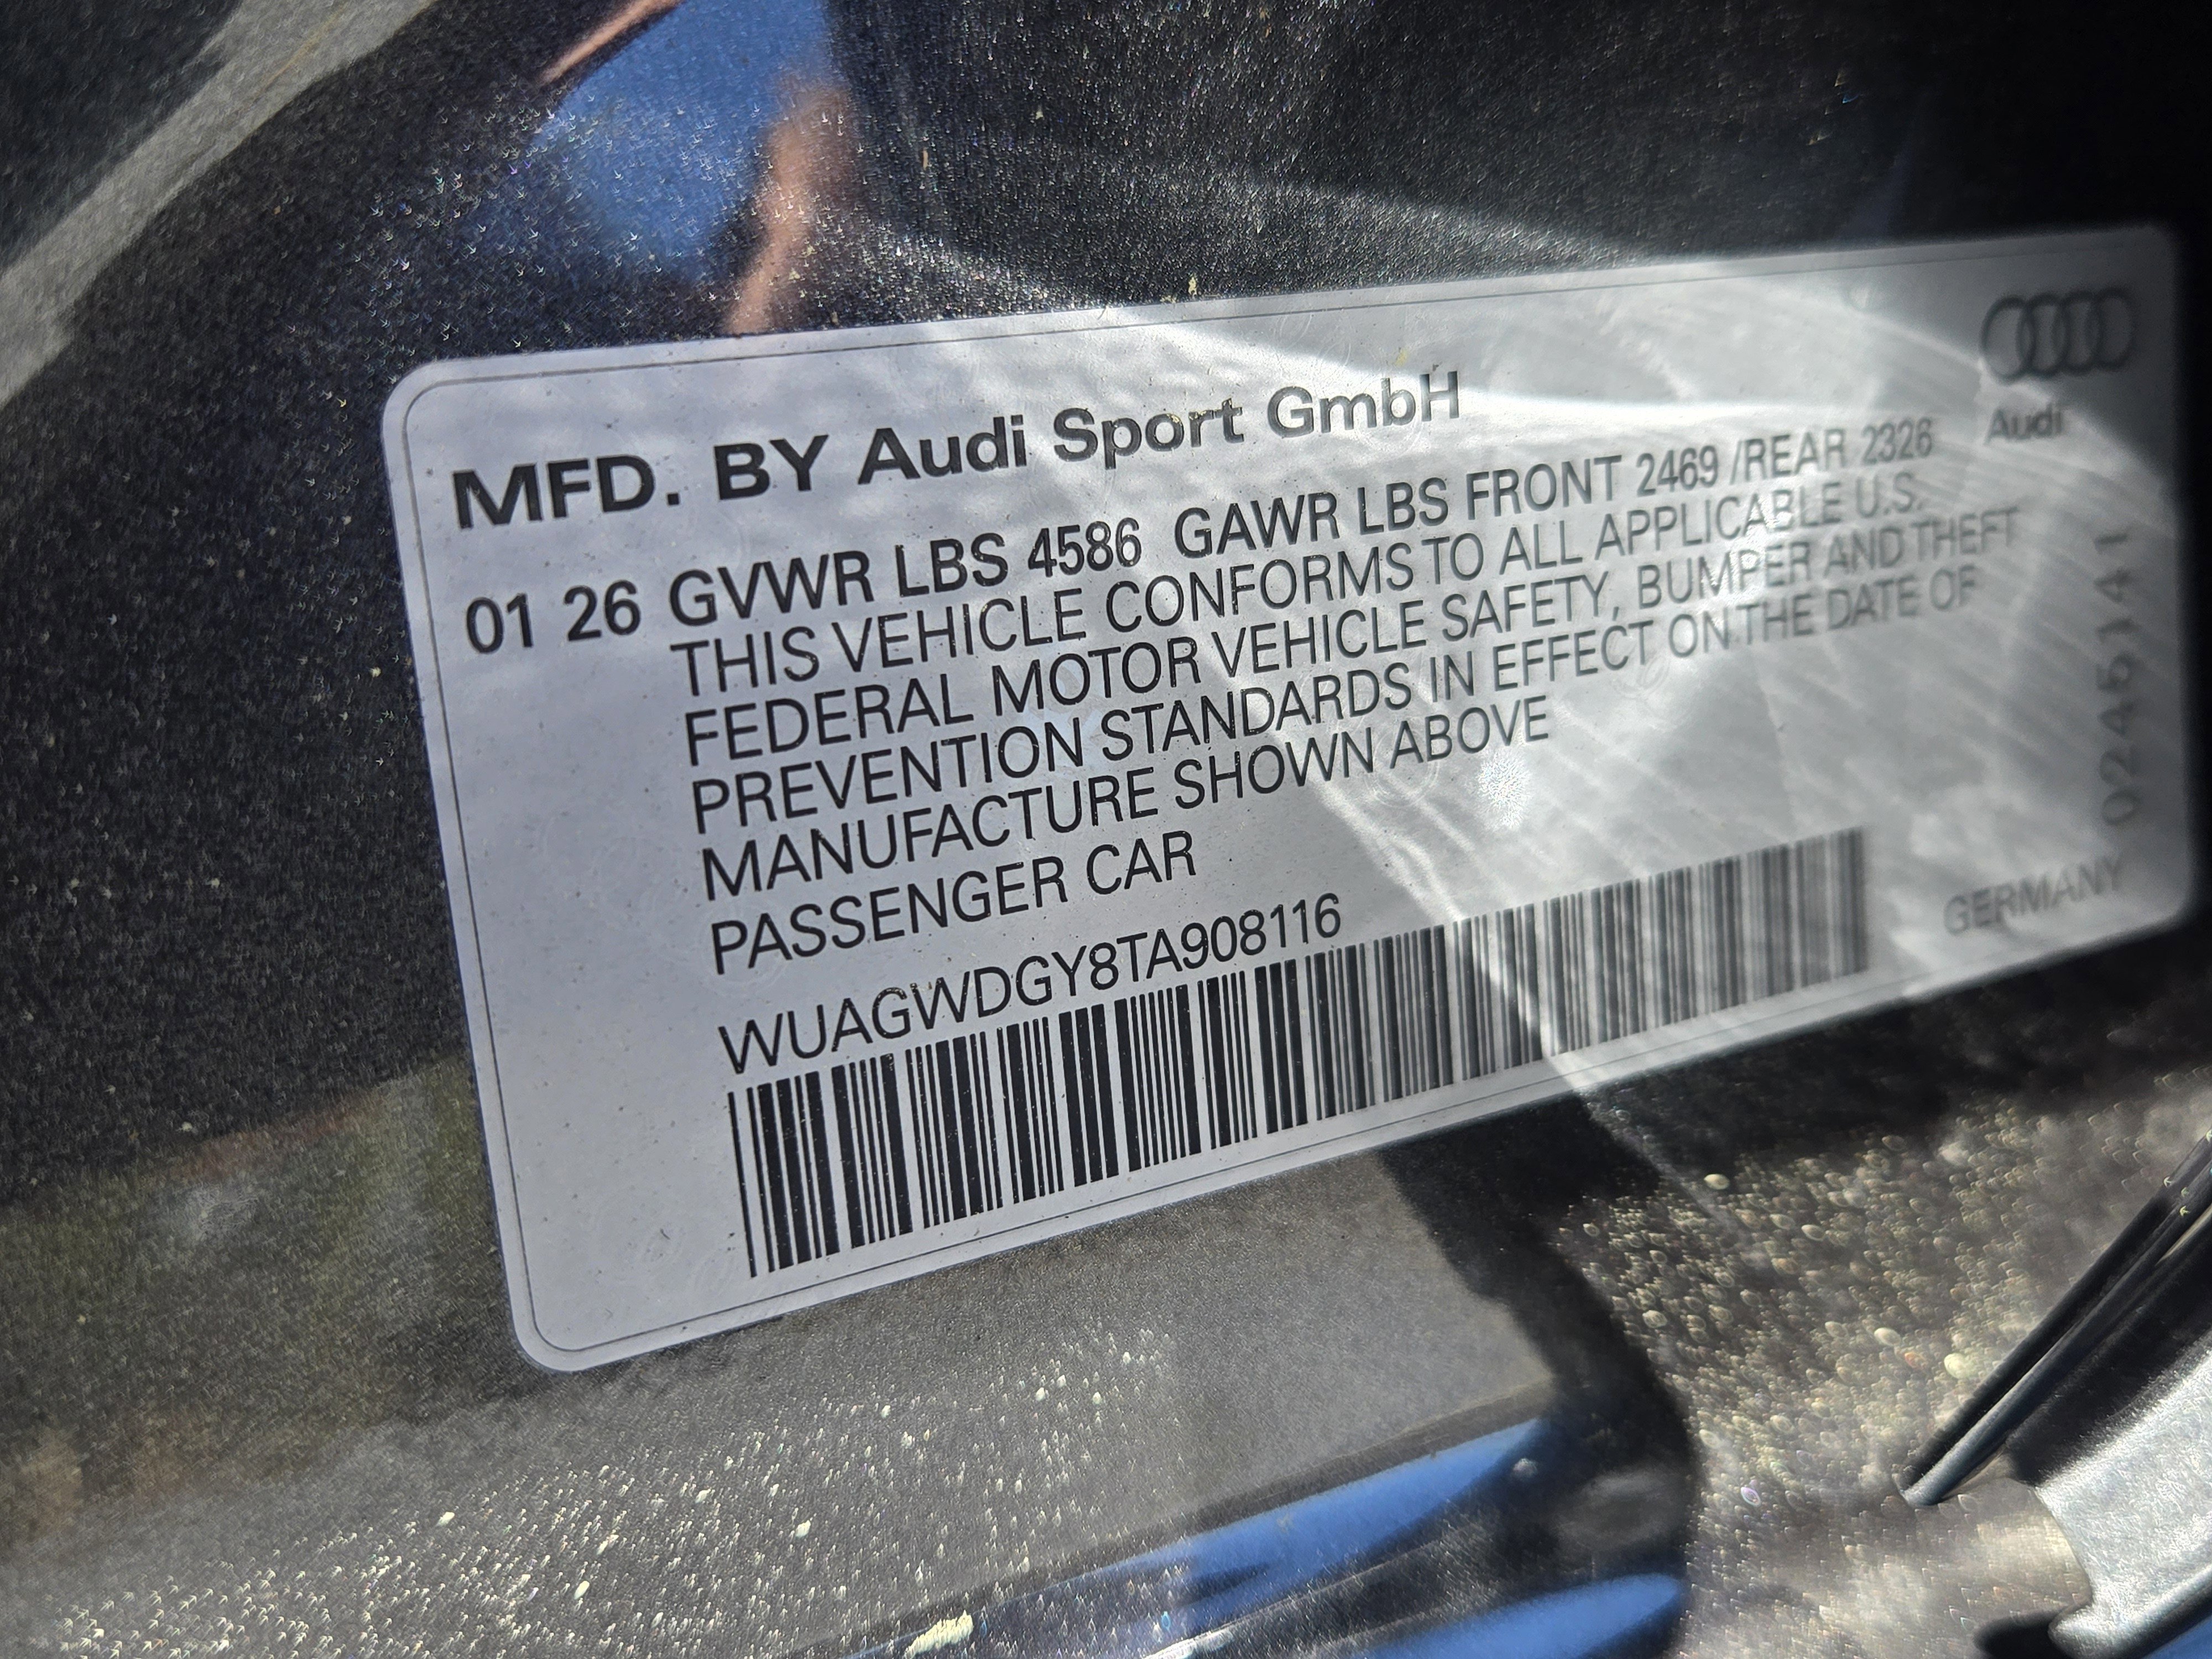 MFD. BY Audi Sport GmbH
01 26 GVWR LBS 4586 GAWR LBS FRONT 2469 /REAR 2326
THIS VEHICLE CONFORMS TO ALL APPLICABLE U.S.
FEDERAL MOTOR VEHICLE SAFETY, BUMPER AND THEFT
PREVENTION STANDARDS IN EFFECT ON THE DATE OF
MANUFACTURE SHOWN ABOVE
PASSENGER CAR
WUAGWDGY8TA908116
Audi
02451141
GERMANY